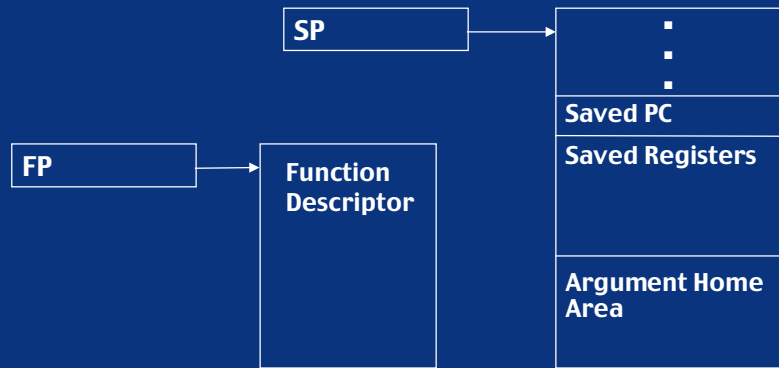 SP
Saved PC
FP
Saved Registers
Function
Descriptor
Argument Home
Area